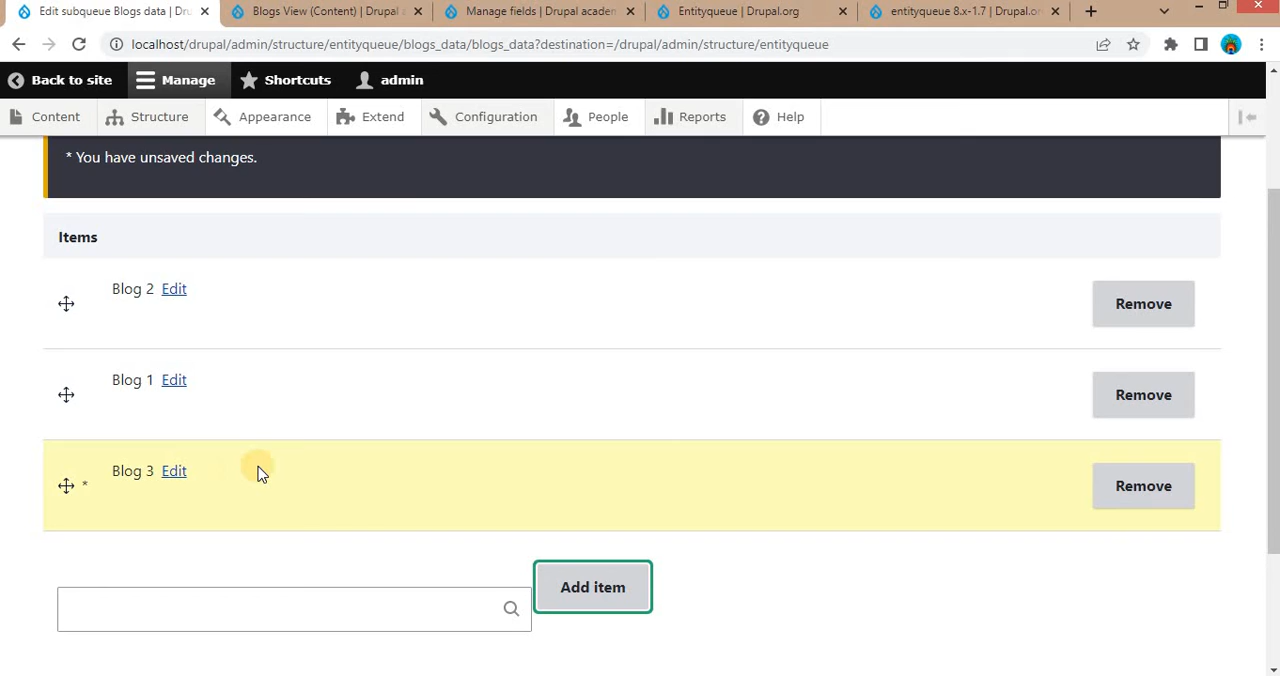 Edit subqueue Blogs data | Dru
Blogs View (Content) | Drupal a
Manage fields | Drupal academ
Entityqueue | Drupal.org
entityqueue 8.x-1.7 | Drupal.or
localhost/drupal/admin/structure/entityqueue/blogs_data/blogs_data?destination=/drupal/admin/structure/entityqueue
Back to site
Manage
Shortcuts
admin
Content
Structure
Appearance
Extend
Configuration
People
Reports
Help
* You have unsaved changes.
Items
Blog 2 Edit
Remove
Blog 1 Edit
Remove
* Blog 3 Edit
Remove
Add item